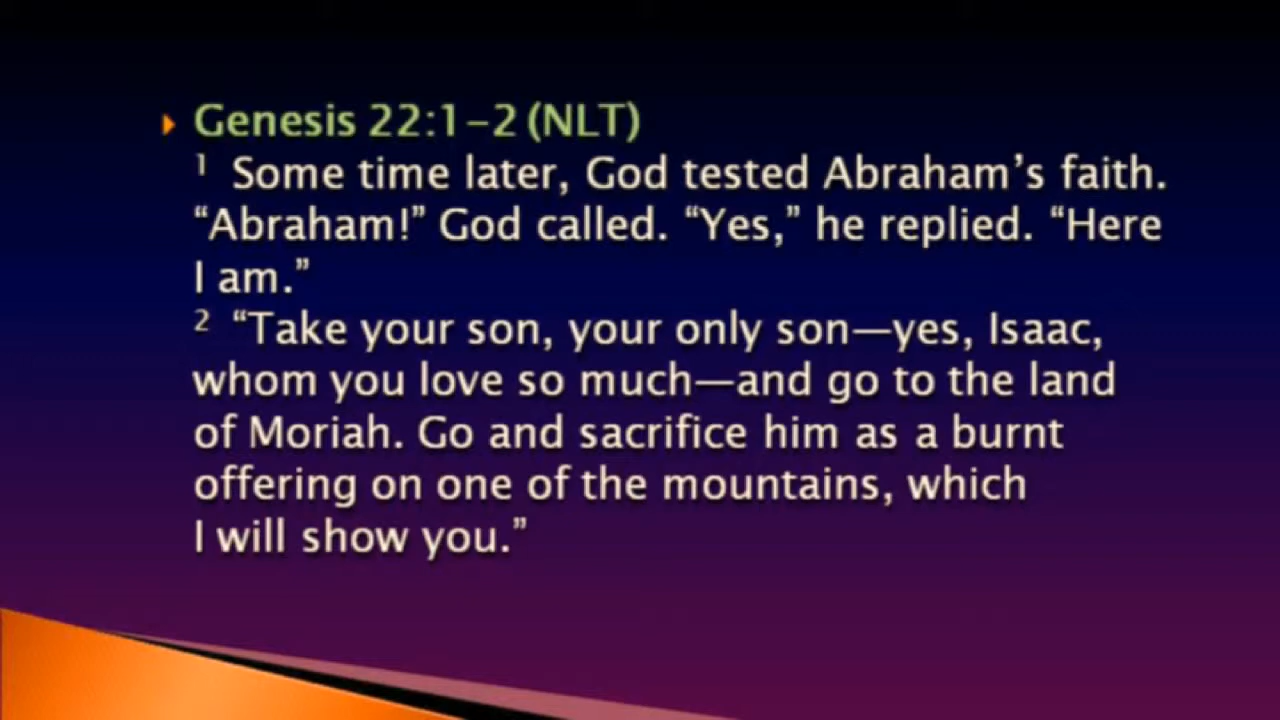 Genesis 22:1-2 (NLT)
1 Some time later, God tested Abraham’s faith.
“Abraham!” God called. “Yes,” he replied. “Here
I am.”
2 “Take your son, your only son—yes, Isaac,
whom you love so much—and go to the land
of Moriah. Go and sacrifice him as a burnt
offering on one of the mountains, which
I will show you.”